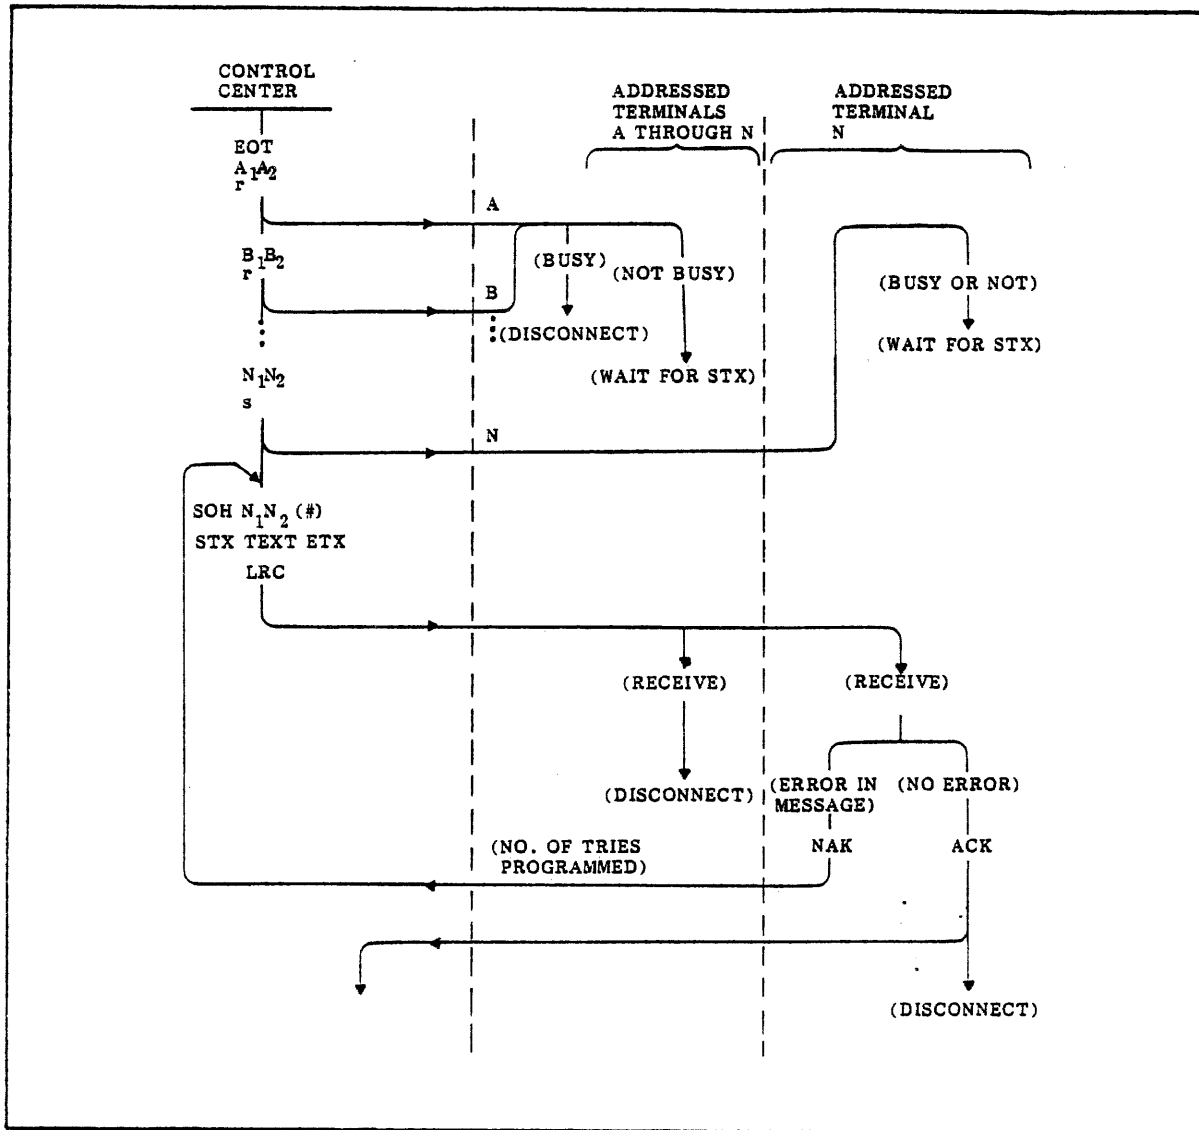 CONTROL
CENTER
ADDRESSED
TERMINALS
A THROUGH N
ADDRESSED
TERMINAL
N
EOT
A₁A₂
r
A
B₁B₂
r
(BUSY)
(NOT BUSY)
(BUSY OR NOT)
B
(DISCONNECT)
(WAIT FOR STX)
(WAIT FOR STX)
N₁N₂
s
N
SOH N₁N₂ (#)
STX TEXT ETX
LRC
(RECEIVE)
(RECEIVE)
(DISCONNECT)
(ERROR IN
MESSAGE)
(NO ERROR)
(NO. OF TRIES
PROGRAMMED)
NAK
ACK
(DISCONNECT)